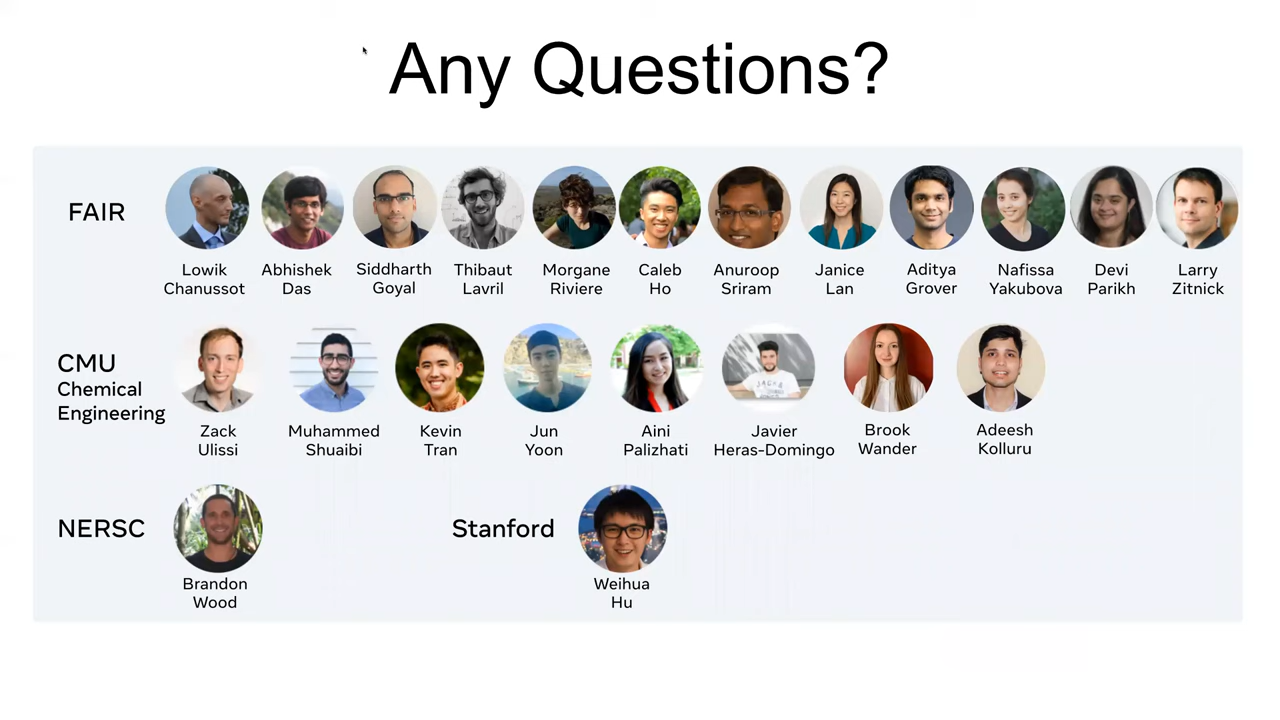 Any Questions?
FAIR
Lowik
Chanussot
Abhishek
Das
Siddharth
Goyal
Thibaut
Lavril
Morgane
Riviere
Caleb
Ho
Anuroop
Sriram
Janice
Lan
Aditya
Grover
Nafissa
Yakubova
Devi
Parikh
Larry
Zitnick
CMU
Chemical
Engineering
Zack
Ulissi
Muhammed
Shuaibi
Kevin
Tran
Jun
Yoon
Aini
Palizhati
Javier
Heras-Domingo
Brook
Wander
Adeesh
Kolluru
NERSC
Brandon
Wood
Stanford
Weihua
Hu